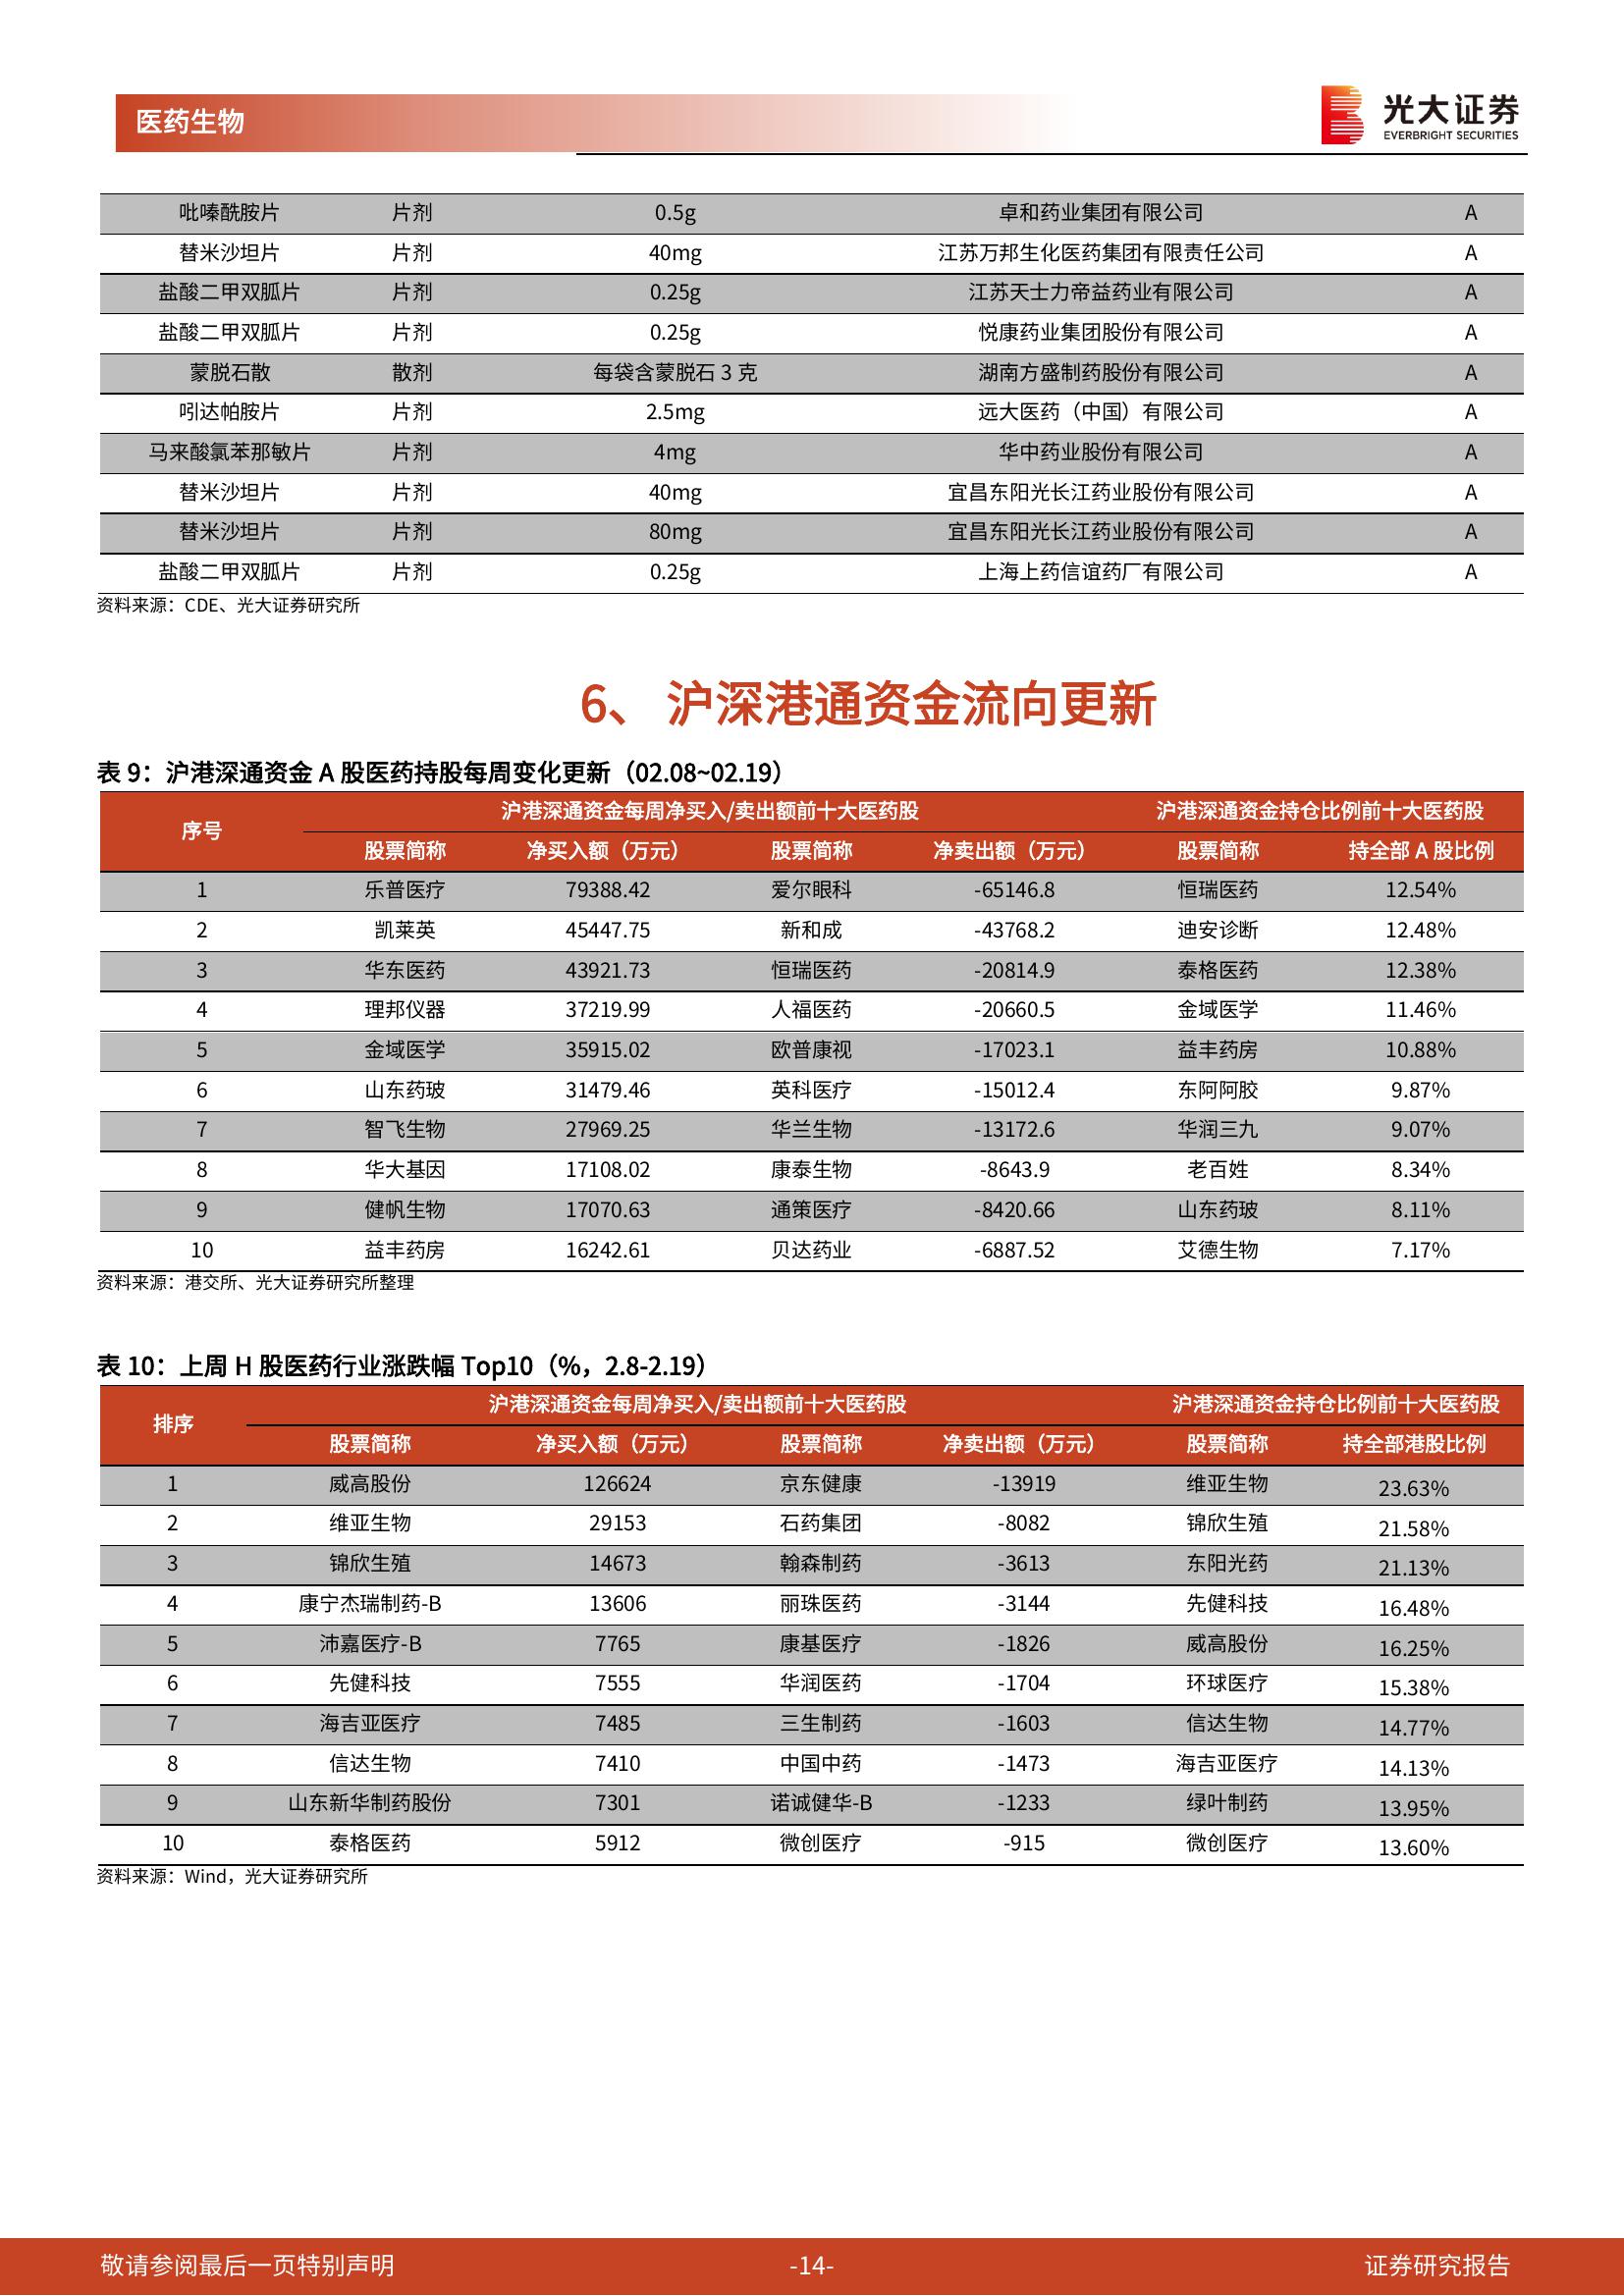 医药生物
光大证券
EVERBRIGHT SECURITIES
吡嗪酰胺片 片剂 0.5g 卓和药业集团有限公司 A
替米沙坦片 片剂 40mg 江苏万邦生化医药集团有限责任公司 A
盐酸二甲双胍片 片剂 0.25g 江苏天士力帝益药业有限公司 A
盐酸二甲双胍片 片剂 0.25g 悦康药业集团股份有限公司 A
蒙脱石散 散剂 每袋含蒙脱石 3 克 湖南方盛制药股份有限公司 A
吲达帕胺片 片剂 2.5mg 远大医药（中国）有限公司 A
马来酸氯苯那敏片 片剂 4mg 华中药业股份有限公司 A
替米沙坦片 片剂 40mg 宜昌东阳光长江药业股份有限公司 A
替米沙坦片 片剂 80mg 宜昌东阳光长江药业股份有限公司 A
盐酸二甲双胍片 片剂 0.25g 上海上药信谊药厂有限公司 A
资料来源：CDE、光大证券研究所
6、 沪深港通资金流向更新
表 9：沪港深通资金 A 股医药持股每周变化更新（02.08~02.19）
序号 沪港深通资金每周净买入/卖出额前十大医药股 沪港深通资金持仓比例前十大医药股
股票简称 净买入额（万元） 股票简称 净卖出额（万元） 股票简称 持全部 A 股比例
1 乐普医疗 79388.42 爱尔眼科 -65146.8 恒瑞医药 12.54%
2 凯莱英 45447.75 新和成 -43768.2 迪安诊断 12.48%
3 华东医药 43921.73 恒瑞医药 -20814.9 泰格医药 12.38%
4 理邦仪器 37219.99 人福医药 -20660.5 金域医学 11.46%
5 金域医学 35915.02 欧普康视 -17023.1 益丰药房 10.88%
6 山东药玻 31479.46 英科医疗 -15012.4 东阿阿胶 9.87%
7 智飞生物 27969.25 华兰生物 -13172.6 华润三九 9.07%
8 华大基因 17108.02 康泰生物 -8643.9 老百姓 8.34%
9 健帆生物 17070.63 通策医疗 -8420.66 山东药玻 8.11%
10 益丰药房 16242.61 贝达药业 -6887.52 艾德生物 7.17%
资料来源：港交所、光大证券研究所整理
表 10：上周 H 股医药行业涨跌幅 Top10（%，2.8-2.19）
排序 沪港深通资金每周净买入/卖出额前十大医药股 沪港深通资金持仓比例前十大医药股
股票简称 净买入额（万元） 股票简称 净卖出额（万元） 股票简称 持全部港股比例
1 威高股份 126624 京东健康 -13919 维亚生物 23.63%
2 维亚生物 29153 石药集团 -8082 锦欣生殖 21.58%
3 锦欣生殖 14673 翰森制药 -3613 东阳光药 21.13%
4 康宁杰瑞制药-B 13606 丽珠医药 -3144 先健科技 16.48%
5 沛嘉医疗-B 7765 康基医疗 -1826 威高股份 16.25%
6 先健科技 7555 华润医药 -1704 环球医疗 15.38%
7 海吉亚医疗 7485 三生制药 -1603 信达生物 14.77%
8 信达生物 7410 中国中药 -1473 海吉亚医疗 14.13%
9 山东新华制药股份 7301 诺诚健华-B -1233 绿叶制药 13.95%
10 泰格医药 5912 微创医疗 -915 微创医疗 13.60%
资料来源：Wind，光大证券研究所
敬请参阅最后一页特别声明 -14- 证券研究报告